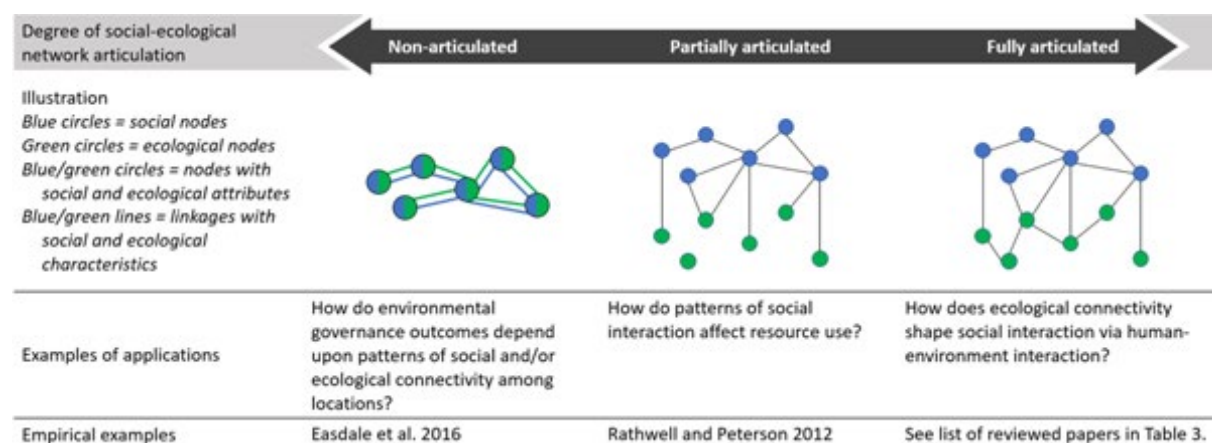 Degree of social-ecological
network articulation
Non-articulated
Partially articulated
Fully articulated
Illustration
Blue circles = social nodes
Green circles = ecological nodes
Blue/green circles = nodes with
social and ecological attributes
Blue/green lines = linkages with
social and ecological
characteristics
Examples of applications
How do environmental
governance outcomes depend
upon patterns of social and/or
ecological connectivity among
locations?
How do patterns of social
interaction affect resource use?
How does ecological connectivity
shape social interaction via human-
environment interaction?
Empirical examples
Easdale et al. 2016
Rathwell and Peterson 2012
See list of reviewed papers in Table 3.